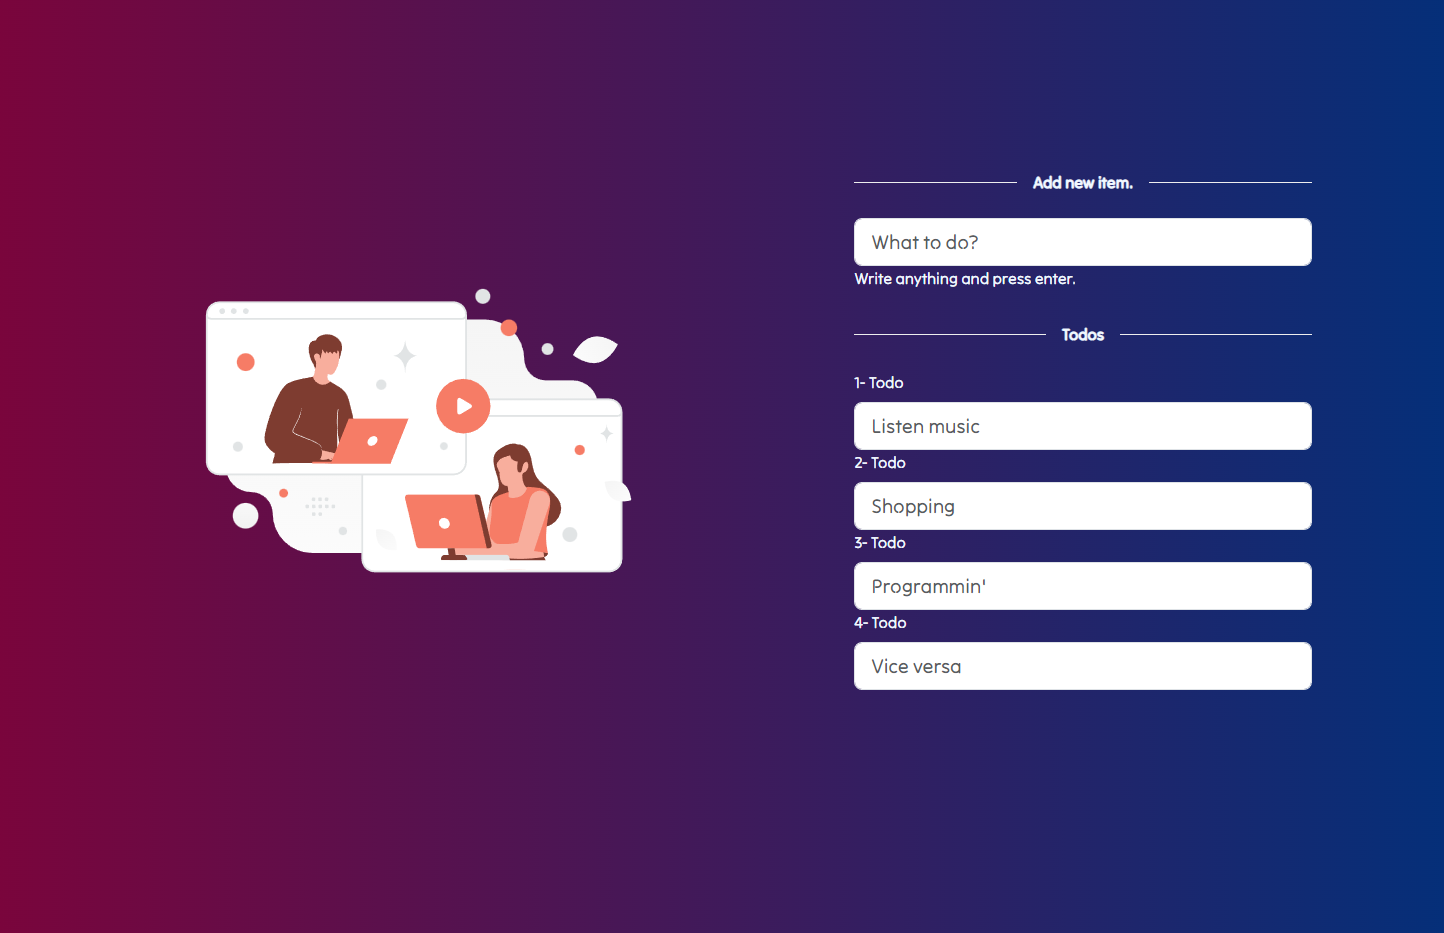 Add new item.
What to do?
Write anything and press enter.
Todos
1- Todo
Listen music
2- Todo
Shopping
3- Todo
Programmin'
4- Todo
Vice versa